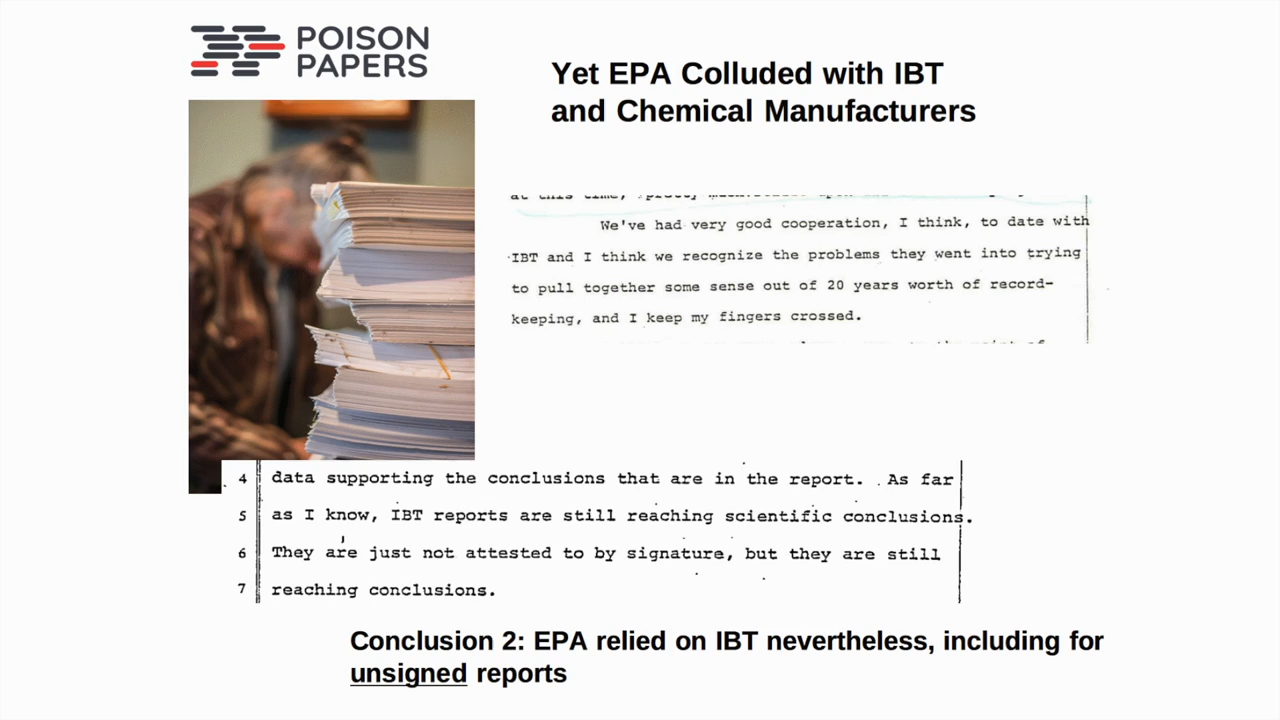 POISON
PAPERS
Yet EPA Colluded with IBT
and Chemical Manufacturers
at this time,
We've had very good cooperation, I think, to date with
IBT and I think we recognize the problems they went into trying
to pull together some sense out of 20 years worth of record-
keeping, and I keep my fingers crossed.
4 data supporting the conclusions that are in the report. As far
5 as I know, IBT reports are still reaching scientific conclusions.
6 They are just not attested to by signature, but they are still
7 reaching conclusions.
Conclusion 2: EPA relied on IBT nevertheless, including for
unsigned reports